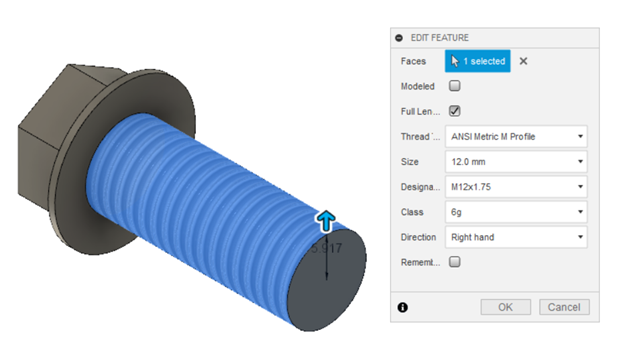 EDIT FEATURE
Faces 1 selected
Modeled
Full Len...
Thread '... ANSI Metric M Profile
Size 12.0 mm
Designa... M12x1.75
Class 6g
Direction Right hand
Rememt...
OK Cancel
5.917